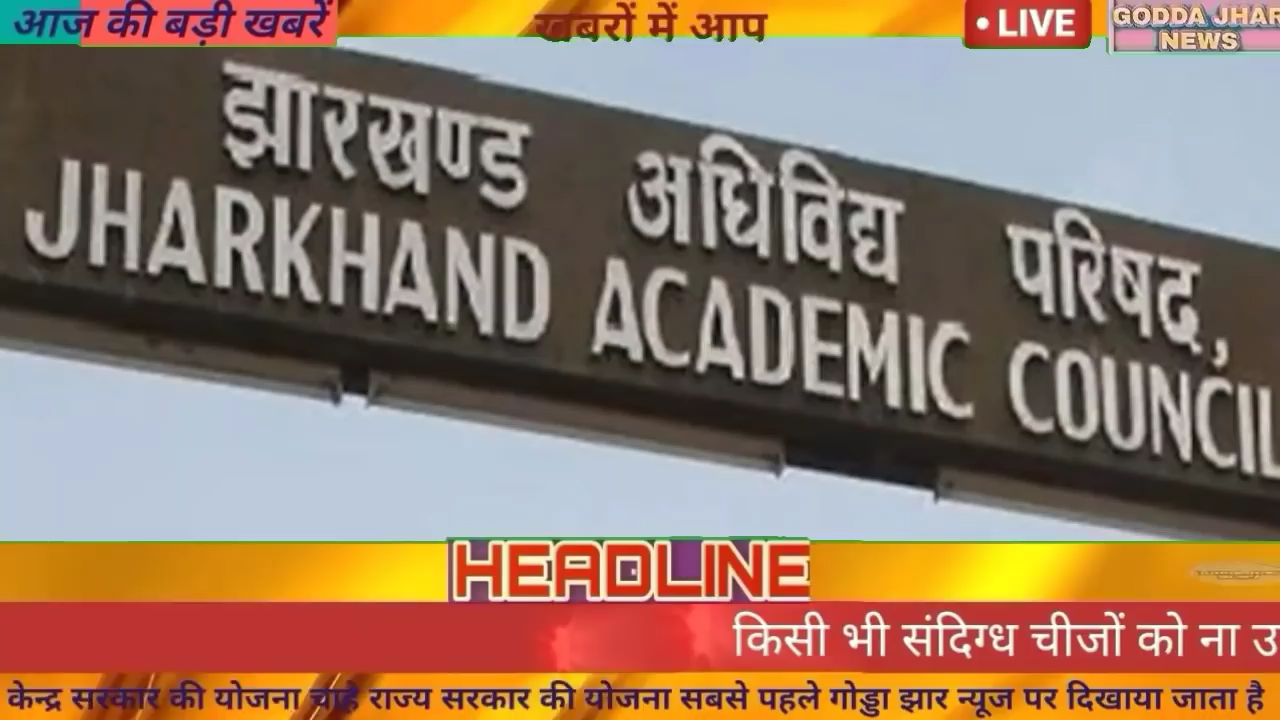 आज की बड़ी खबरें
खबरों में आप
• LIVE
GODDA JHAR
NEWS
झारखण्ड अधिविद्य परिषद,
JHARKHAND ACADEMIC COUNCIL
HEADLINE
किसी भी संदिग्ध चीजों को ना उ
केन्द्र सरकार की योजना चाहे राज्य सरकार की योजना सबसे पहले गोड्डा झार न्यूज पर दिखाया जाता है